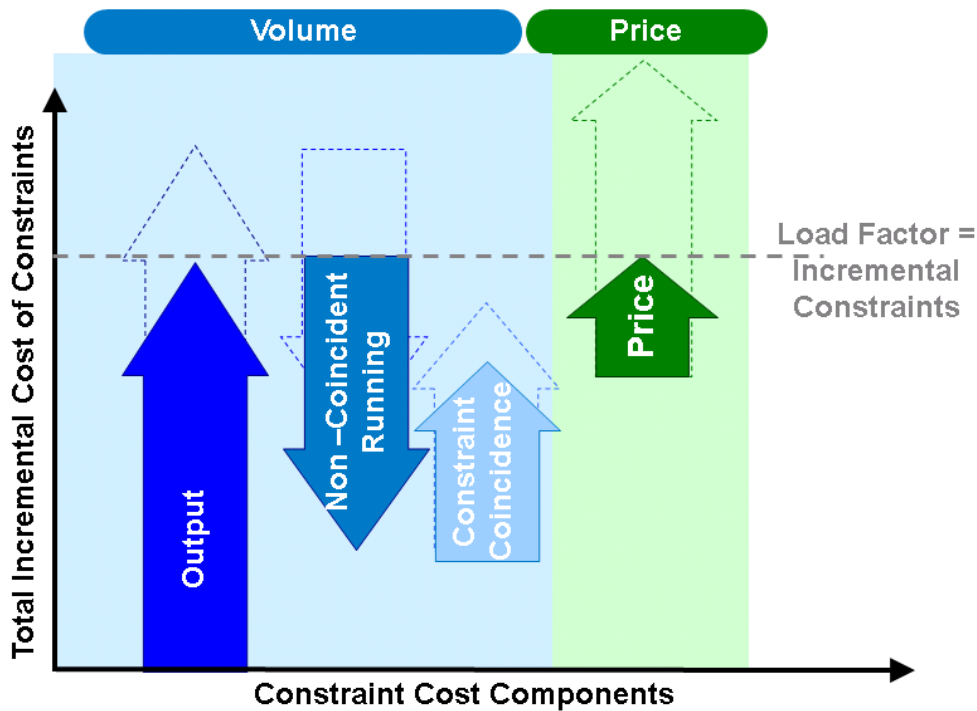 Volume
Price
Total Incremental Cost of Constraints
Output
Non –Coincident
Running
Constraint
Coincidence
Price
Load Factor =
Incremental
Constraints
Constraint Cost Components